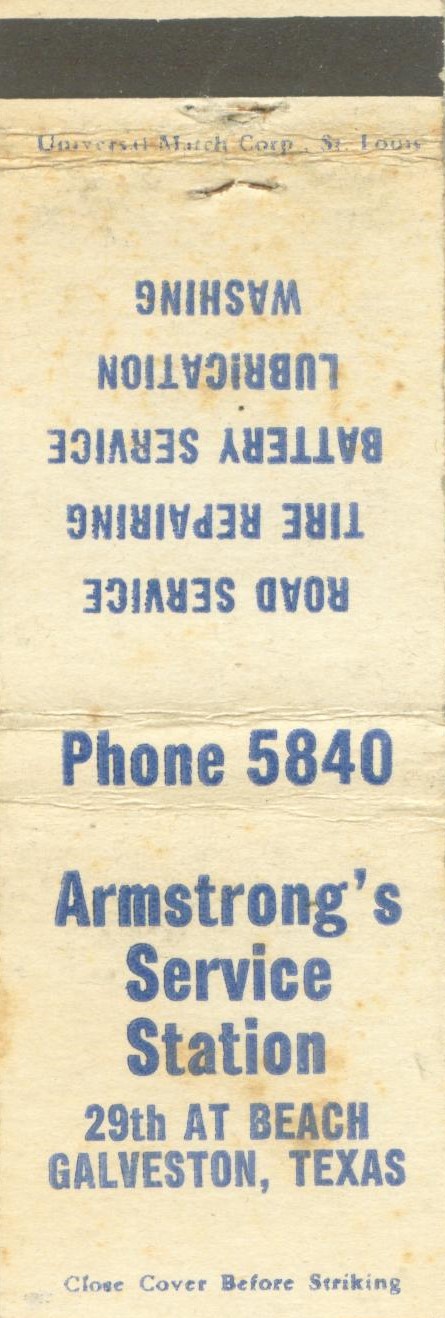 Universal Match Corp., St. Louis
ROAD SERVICE
TIRE REPAIRING
BATTERY SERVICE
LUBRICATION
WASHING
Phone 5840
Armstrong's
Service
Station
29th AT BEACH
GALVESTON, TEXAS
Close Cover Before Striking